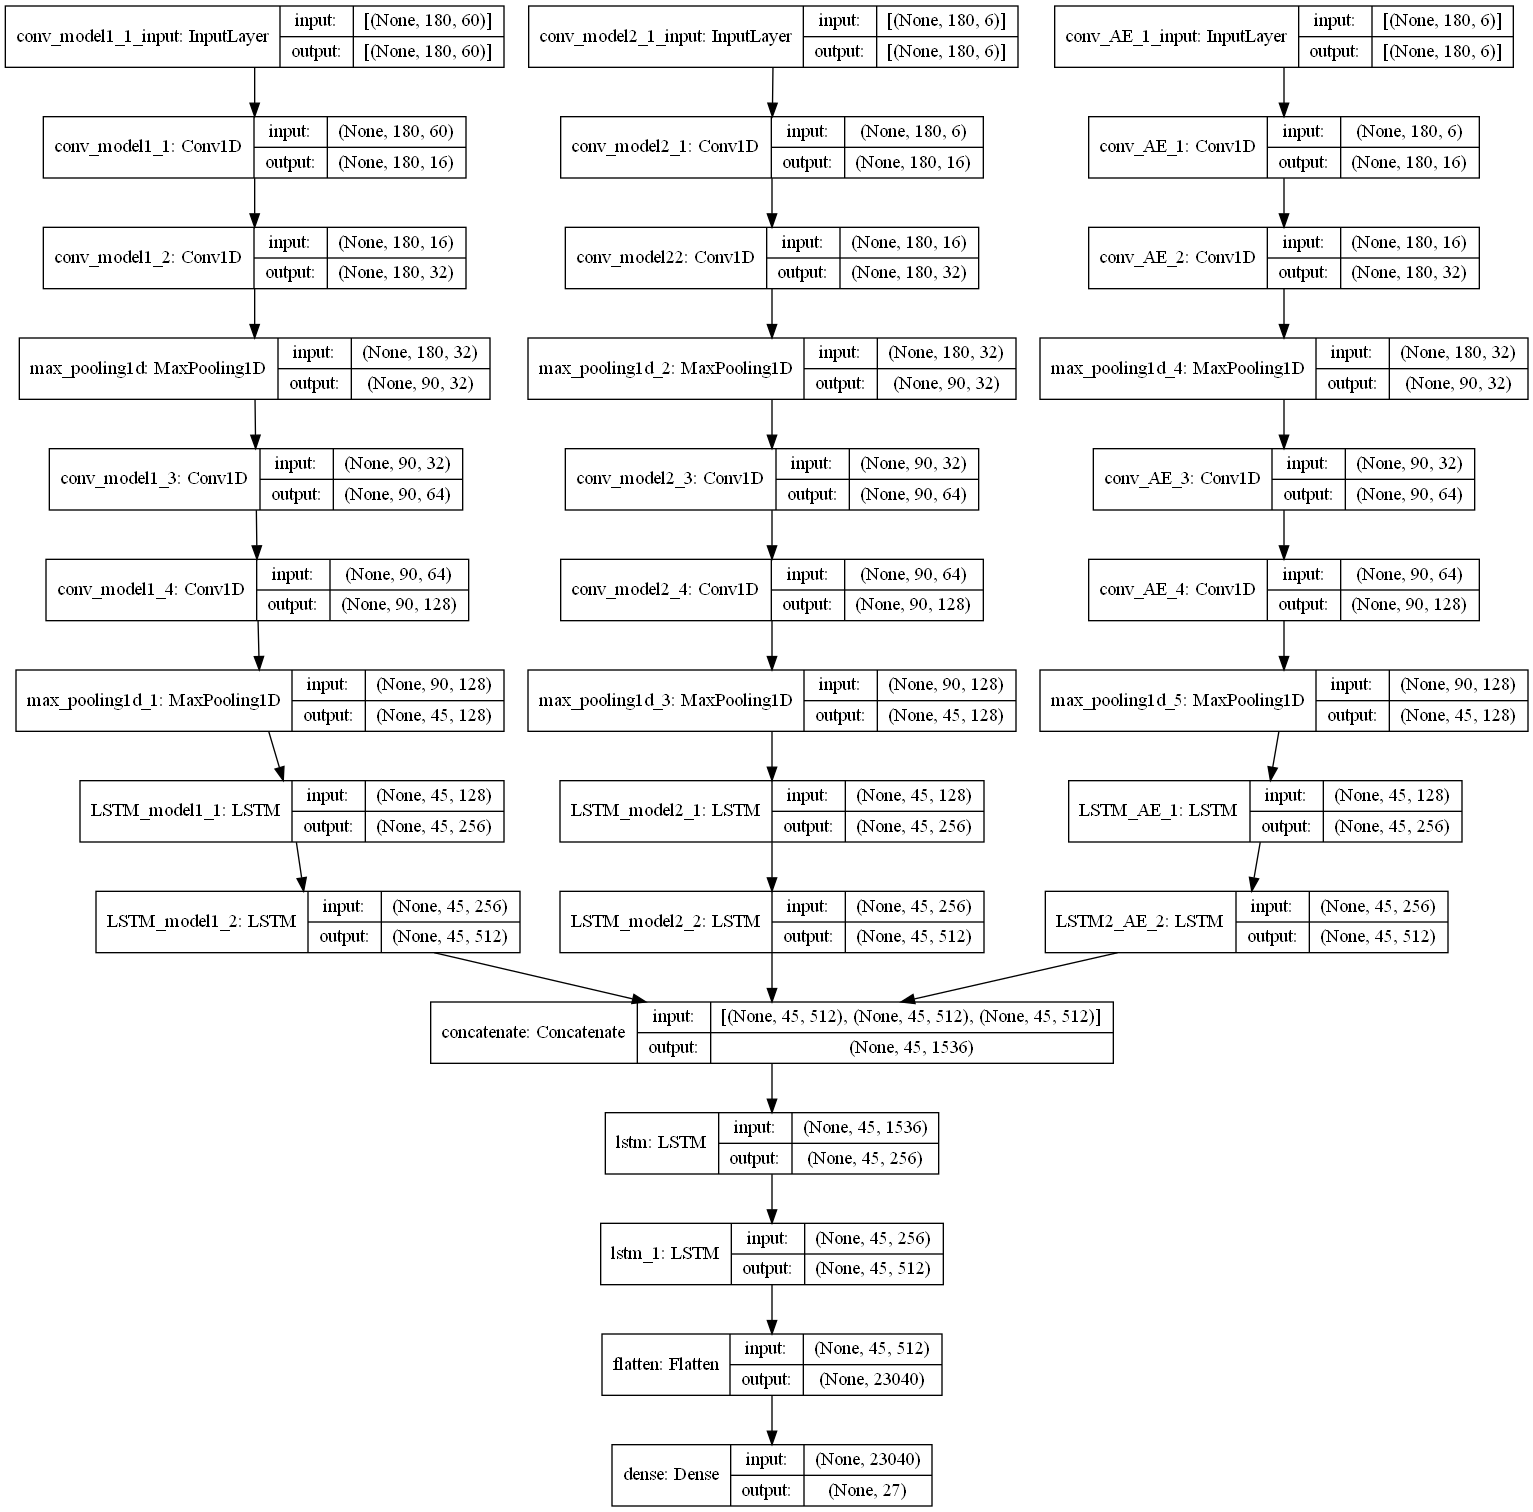 conv_model1_1_input: InputLayer input: [(None, 180, 60)] output: [(None, 180, 60)]
conv_model2_1_input: InputLayer input: [(None, 180, 6)] output: [(None, 180, 6)]
conv_AE_1_input: InputLayer input: [(None, 180, 6)] output: [(None, 180, 6)]
conv_model1_1: Conv1D input: (None, 180, 60) output: (None, 180, 16)
conv_model2_1: Conv1D input: (None, 180, 6) output: (None, 180, 16)
conv_AE_1: Conv1D input: (None, 180, 6) output: (None, 180, 16)
conv_model1_2: Conv1D input: (None, 180, 16) output: (None, 180, 32)
conv_model22: Conv1D input: (None, 180, 16) output: (None, 180, 32)
conv_AE_2: Conv1D input: (None, 180, 16) output: (None, 180, 32)
max_pooling1d: MaxPooling1D input: (None, 180, 32) output: (None, 90, 32)
max_pooling1d_2: MaxPooling1D input: (None, 180, 32) output: (None, 90, 32)
max_pooling1d_4: MaxPooling1D input: (None, 180, 32) output: (None, 90, 32)
conv_model1_3: Conv1D input: (None, 90, 32) output: (None, 90, 64)
conv_model2_3: Conv1D input: (None, 90, 32) output: (None, 90, 64)
conv_AE_3: Conv1D input: (None, 90, 32) output: (None, 90, 64)
conv_model1_4: Conv1D input: (None, 90, 64) output: (None, 90, 128)
conv_model2_4: Conv1D input: (None, 90, 64) output: (None, 90, 128)
conv_AE_4: Conv1D input: (None, 90, 64) output: (None, 90, 128)
max_pooling1d_1: MaxPooling1D input: (None, 90, 128) output: (None, 45, 128)
max_pooling1d_3: MaxPooling1D input: (None, 90, 128) output: (None, 45, 128)
max_pooling1d_5: MaxPooling1D input: (None, 90, 128) output: (None, 45, 128)
LSTM_model1_1: LSTM input: (None, 45, 128) output: (None, 45, 256)
LSTM_model2_1: LSTM input: (None, 45, 128) output: (None, 45, 256)
LSTM_AE_1: LSTM input: (None, 45, 128) output: (None, 45, 256)
LSTM_model1_2: LSTM input: (None, 45, 256) output: (None, 45, 512)
LSTM_model2_2: LSTM input: (None, 45, 256) output: (None, 45, 512)
LSTM2_AE_2: LSTM input: (None, 45, 256) output: (None, 45, 512)
concatenate: Concatenate input: [(None, 45, 512), (None, 45, 512), (None, 45, 512)] output: (None, 45, 1536)
lstm: LSTM input: (None, 45, 1536) output: (None, 45, 256)
lstm_1: LSTM input: (None, 45, 256) output: (None, 45, 512)
flatten: Flatten input: (None, 45, 512) output: (None, 23040)
dense: Dense input: (None, 23040) output: (None, 27)